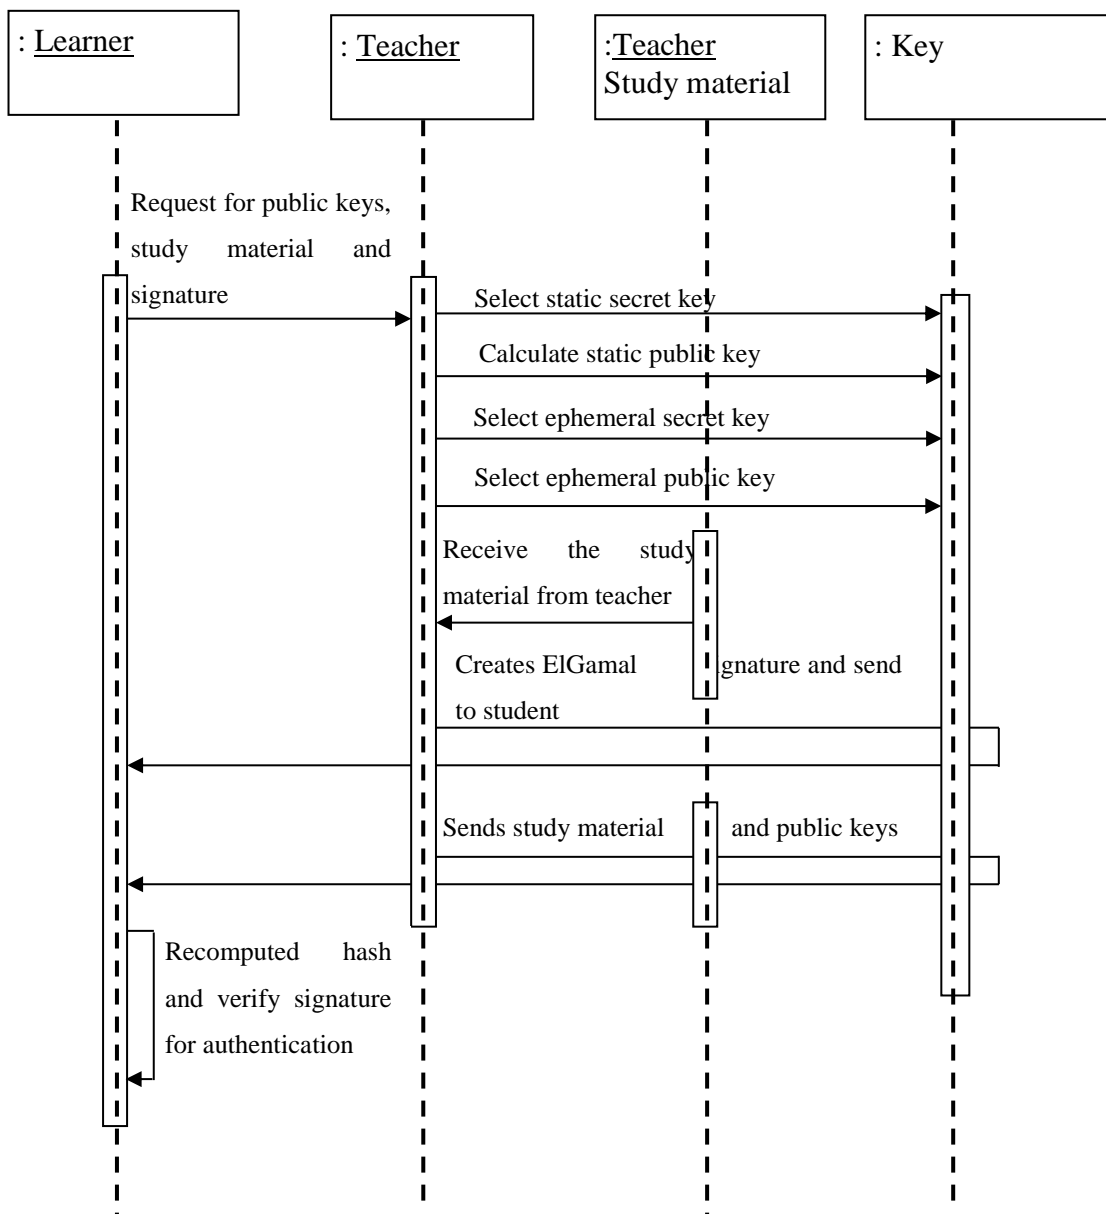 : Learner
: Teacher
:Teacher
Study material
: Key
Request for public keys,
study material and
signature
Select static secret key
Calculate static public key
Select ephemeral secret key
Select ephemeral public key
Receive the study
material from teacher
Creates ElGamal ignature and send
to student
Sends study material and public keys
Recomputed hash
and verify signature
for authentication